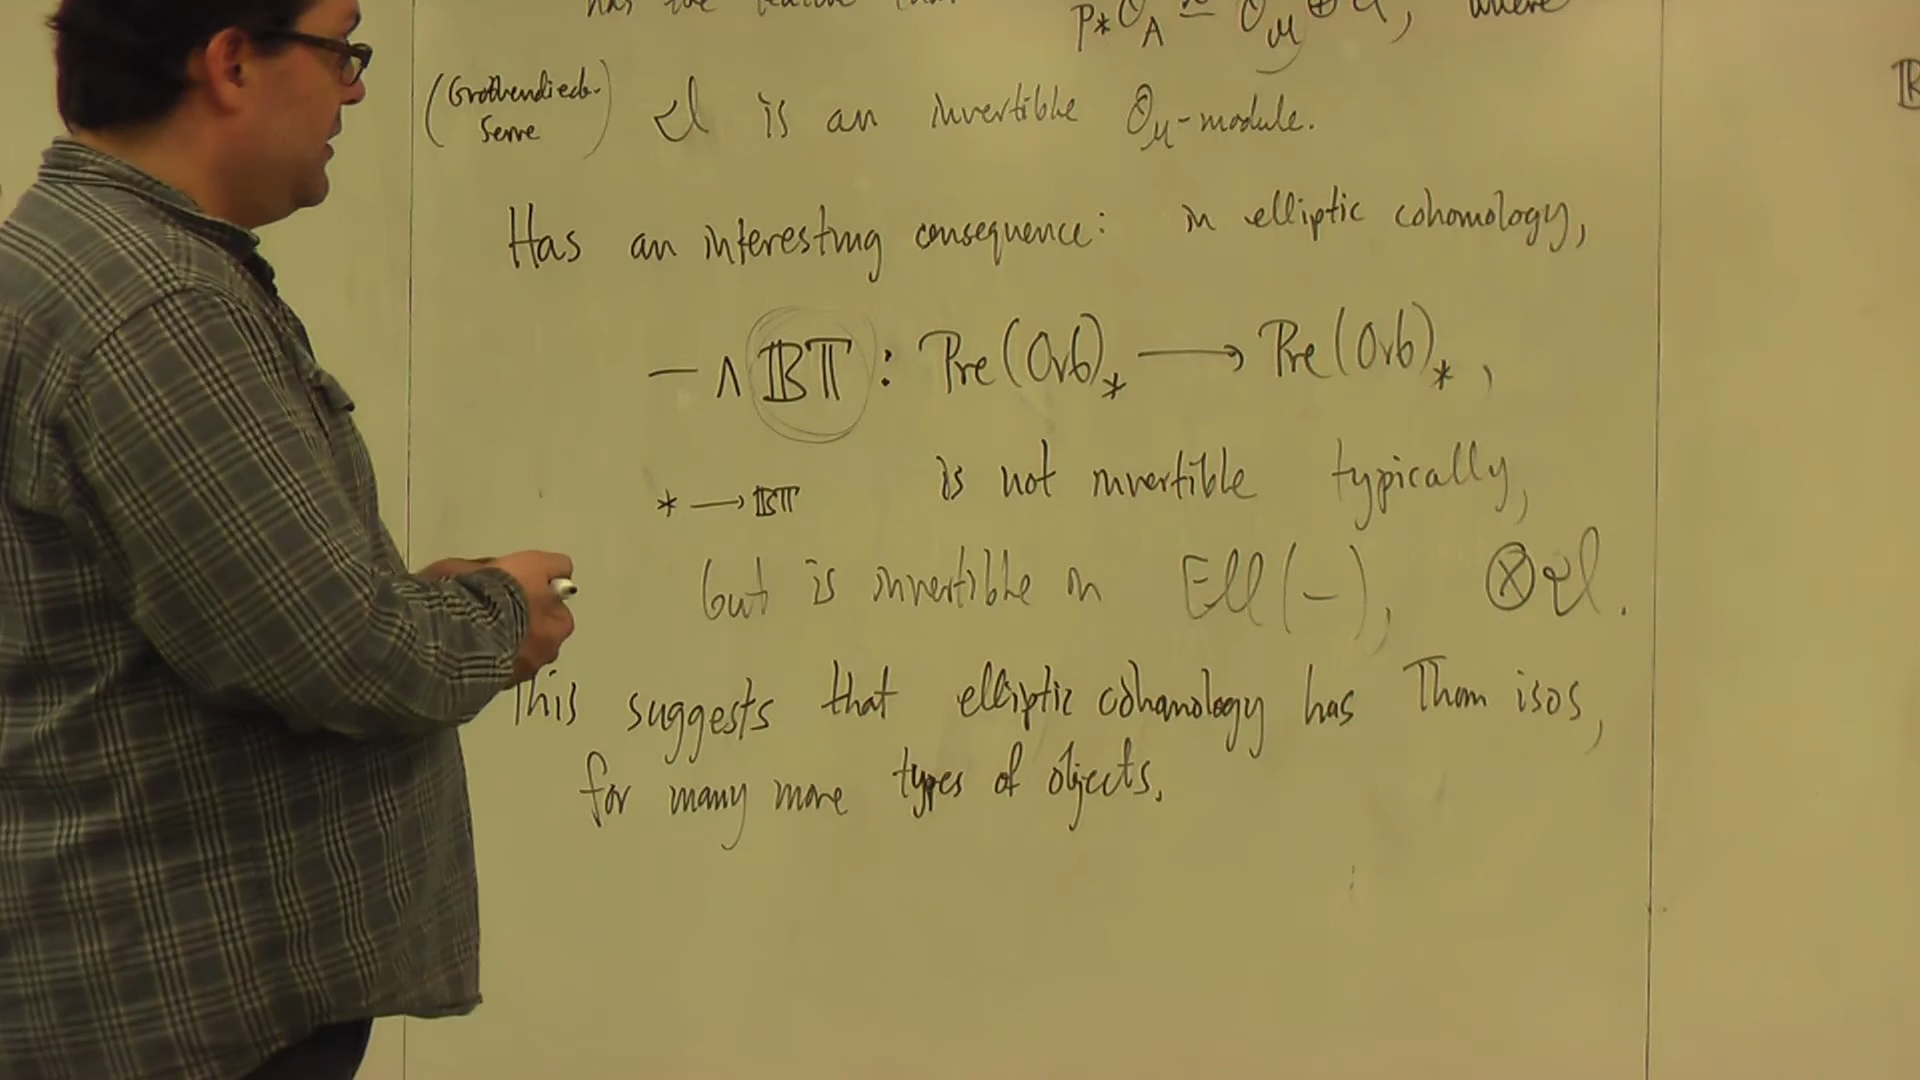 has the feature that p_* O_A ≃ O_M ⊕ ℐ, where
(Grothendieck-Serre) ℐ is an invertible O_M-module.
Has an interesting consequence: in elliptic cohomology,
— ∧ 𝔹𝕋 : Pre(Orb)_* ⟶ Pre(Orb)_* ,
* ⟶ 𝔹𝕋 is not invertible typically,
but is invertible in Ell(—), ⊗ℐ.
This suggests that elliptic cohomology has Thom isos,
for many more types of objects.